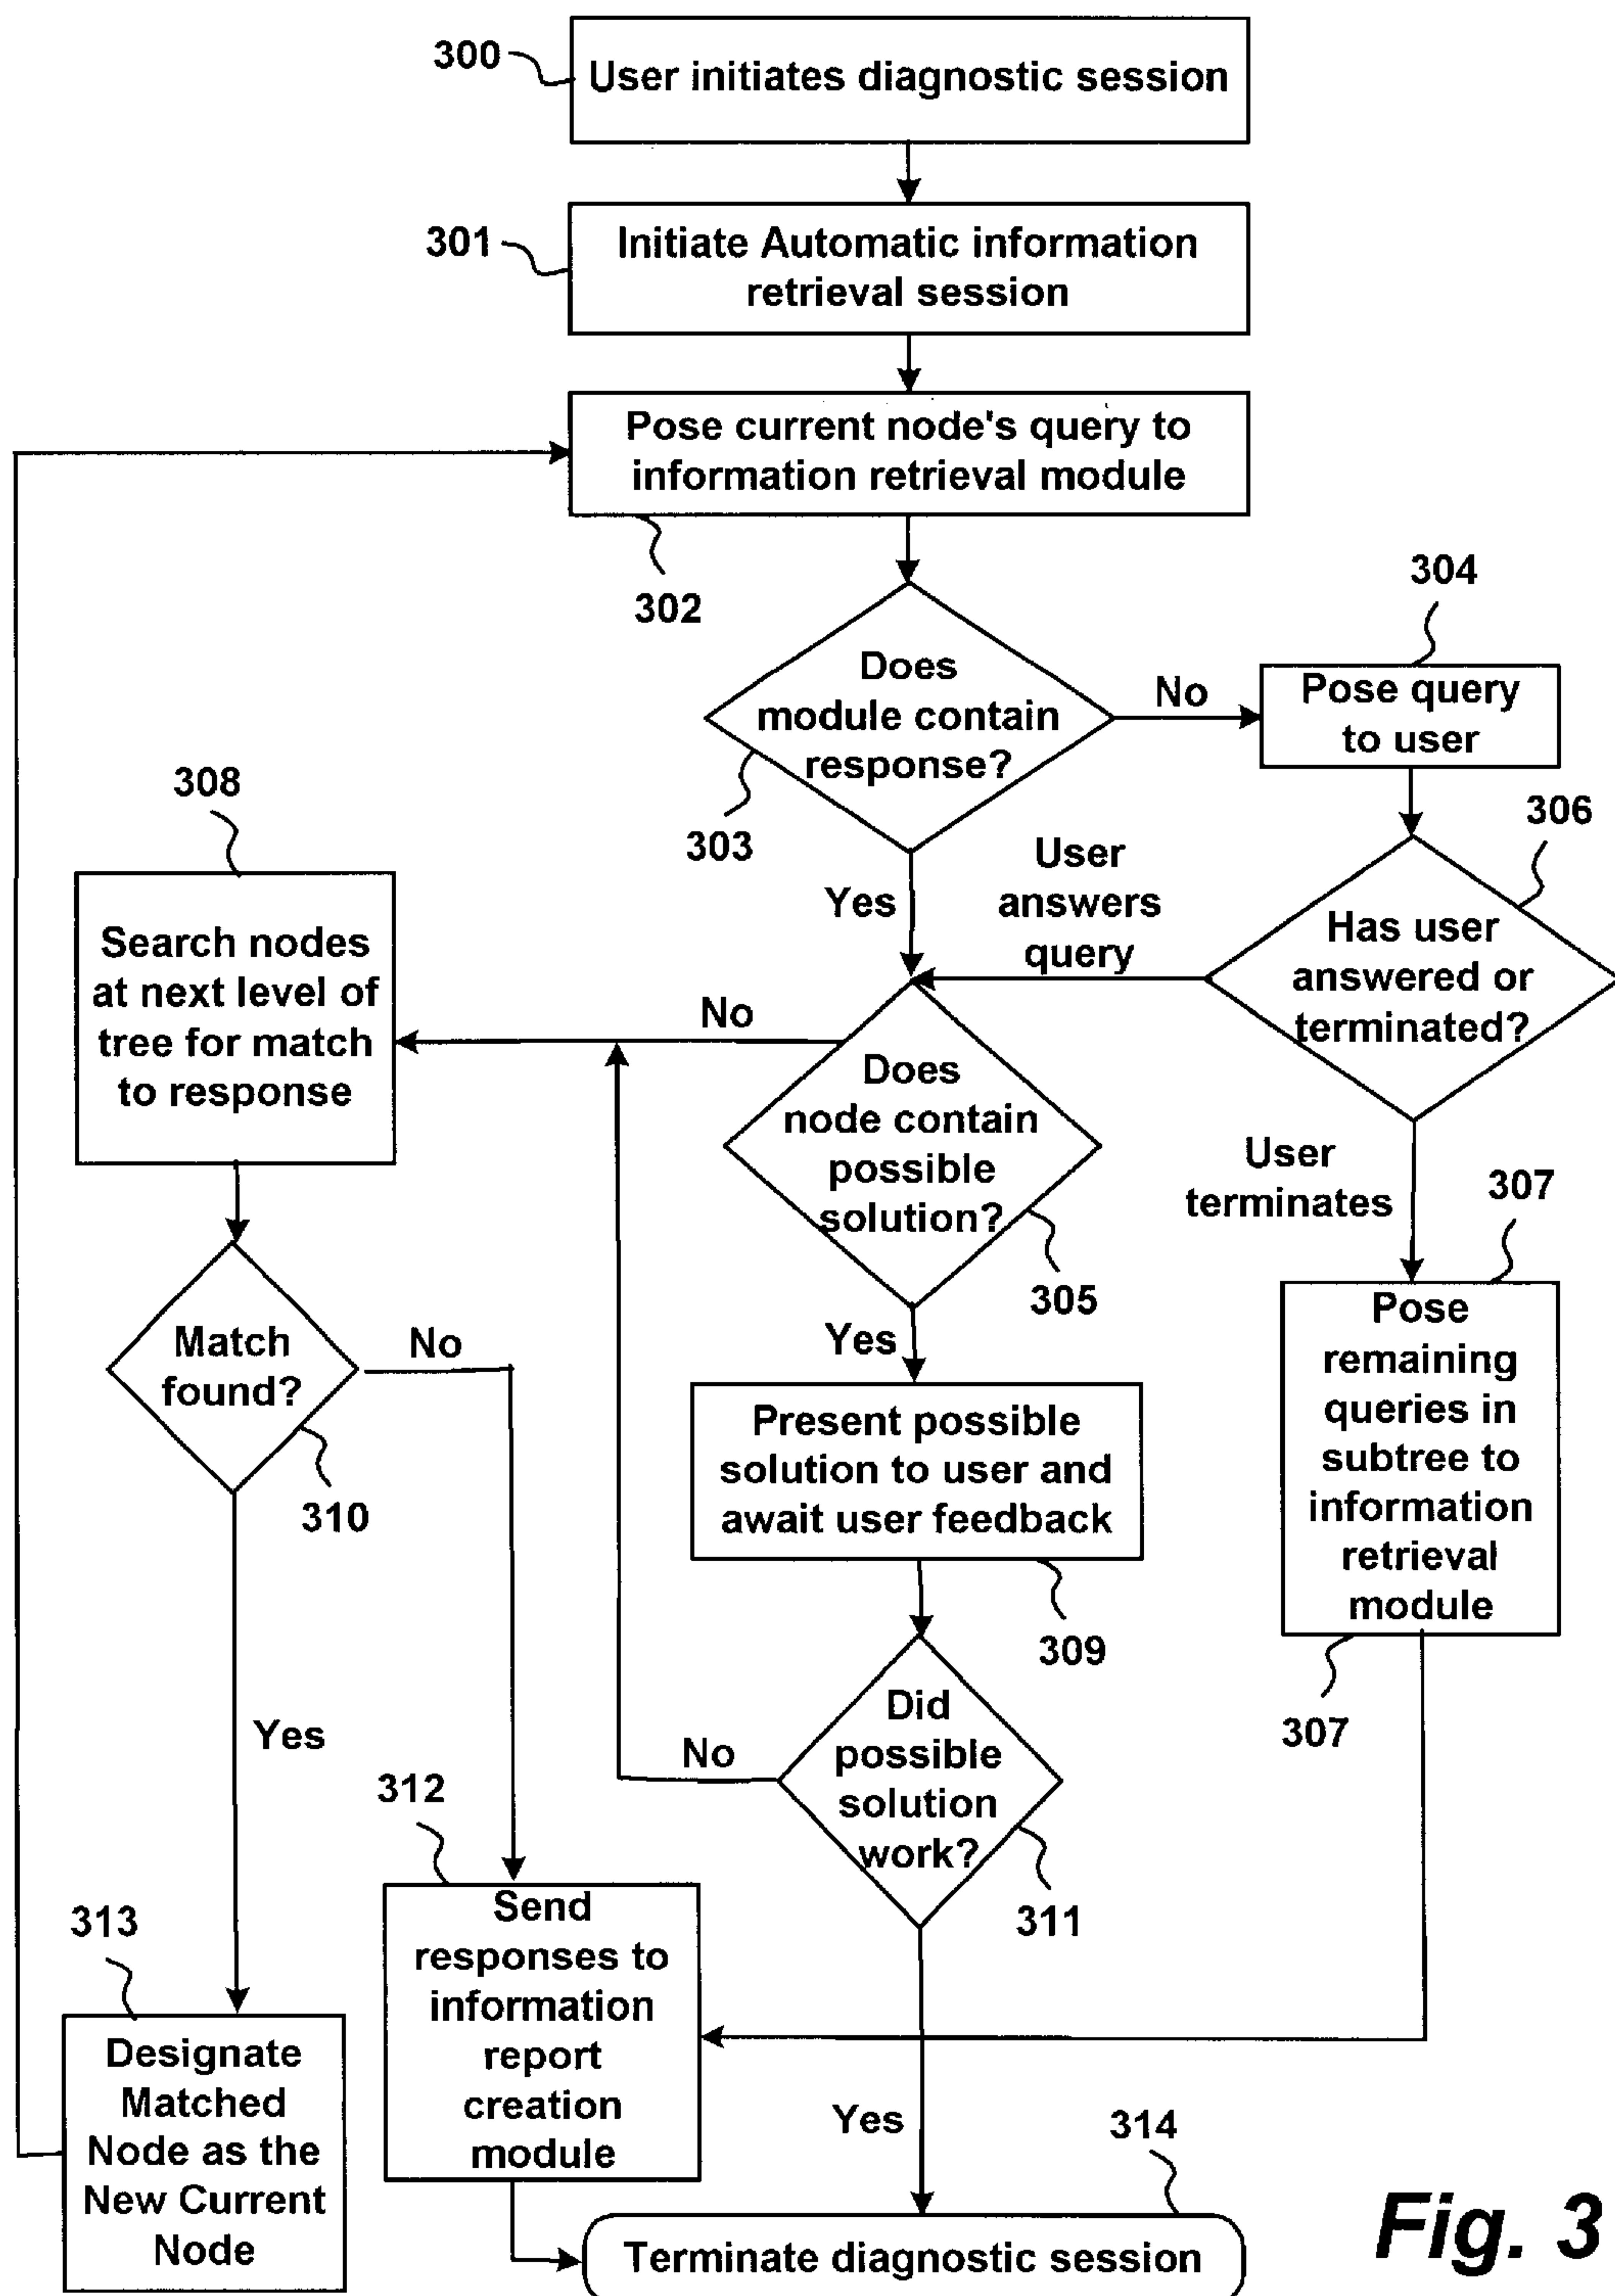 300
User initiates diagnostic session
301
Initiate Automatic information
retrieval session
Pose current node's query to
information retrieval module
302
304
Does
module contain
response?
No
Pose query
to user
303
308
306
Yes
User
answers
query
Has user
answered or
terminated?
Search nodes
at next level of
tree for match
to response
No
Does
node contain
possible
solution?
305
User
terminates
307
Match
found?
No
Yes
310
Present possible
solution to user and
await user feedback
309
Pose
remaining
queries in
subtree to
information
retrieval
module
307
Yes
No
Did
possible
solution
work?
311
312
313
Send
responses to
information
report
creation
module
Designate
Matched
Node as the
New Current
Node
Yes
314
Terminate diagnostic session
Fig. 3